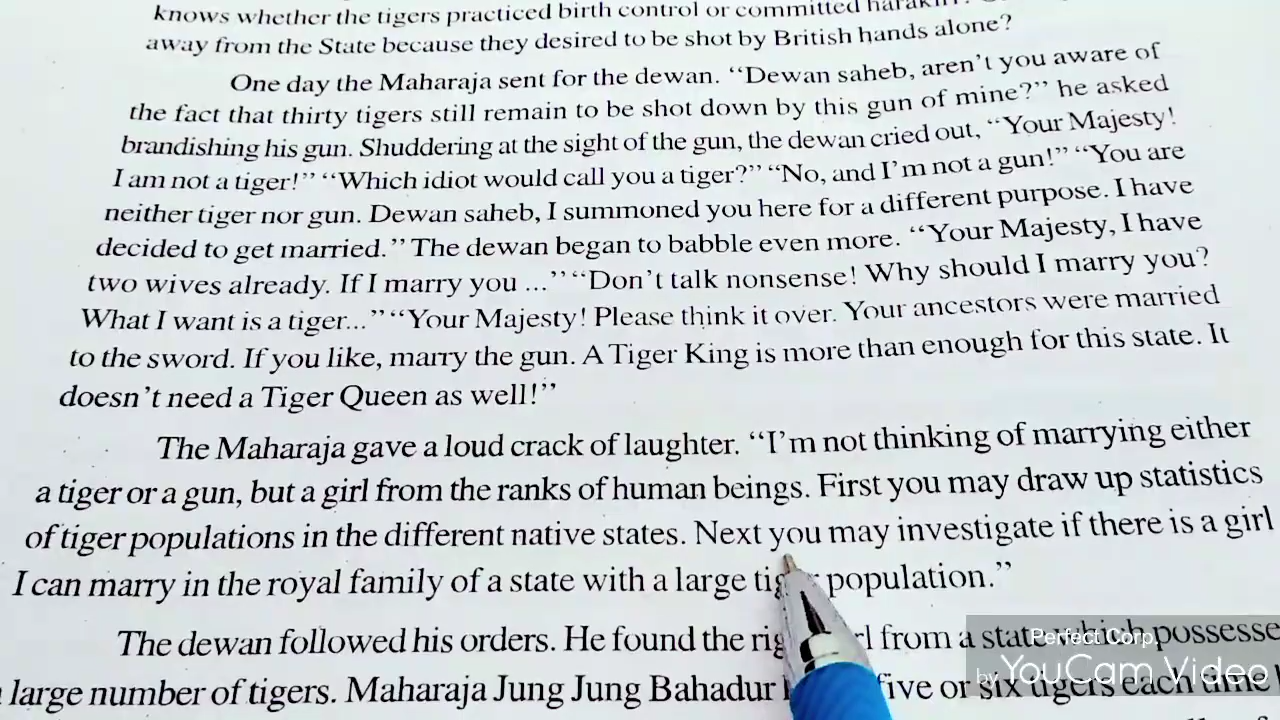 knows whether the tigers practiced birth control or committed harakiri?
away from the State because they desired to be shot by British hands alone?
One day the Maharaja sent for the dewan. “Dewan saheb, aren’t you aware of
the fact that thirty tigers still remain to be shot down by this gun of mine?” he asked
brandishing his gun. Shuddering at the sight of the gun, the dewan cried out, “Your Majesty!
I am not a tiger!” “Which idiot would call you a tiger?” “No, and I’m not a gun!” “You are
neither tiger nor gun. Dewan saheb, I summoned you here for a different purpose. I have
decided to get married.” The dewan began to babble even more. “Your Majesty, I have
two wives already. If I marry you ...” “Don’t talk nonsense! Why should I marry you?
What I want is a tiger...” “Your Majesty! Please think it over. Your ancestors were married
to the sword. If you like, marry the gun. A Tiger King is more than enough for this state. It
doesn’t need a Tiger Queen as well!”
The Maharaja gave a loud crack of laughter. “I’m not thinking of marrying either
a tiger or a gun, but a girl from the ranks of human beings. First you may draw up statistics
of tiger populations in the different native states. Next you may investigate if there is a girl
I can marry in the royal family of a state with a large tiger population.”
The dewan followed his orders. He found the right girl from a state which possesse
large number of tigers. Maharaja Jung Jung Bahadur five or six tigers each time
Perfect Corp.
by YouCam Video